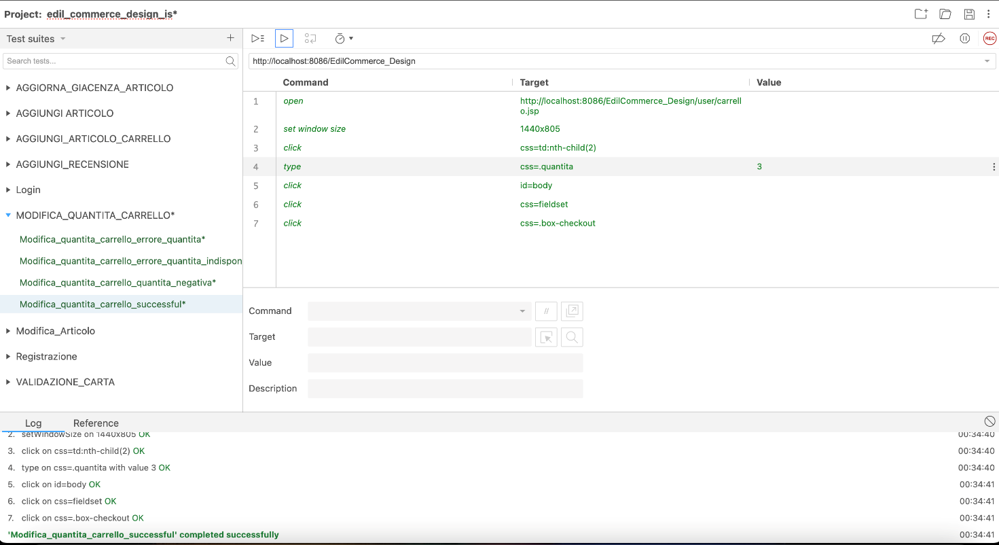 Project: edil_commerce_design_is*
Test suites
Search tests...
AGGIORNA_GIACENZA_ARTICOLO
AGGIUNGI ARTICOLO
AGGIUNGI_ARTICOLO_CARRELLO
AGGIUNGI_RECENSIONE
Login
MODIFICA_QUANTITA_CARRELLO*
Modifica_quantita_carrello_errore_quantita*
Modifica_quantita_carrello_errore_quantita_indispon
Modifica_quantita_carrello_quantita_negativa*
Modifica_quantita_carrello_successful*
Modifica_Articolo
Registrazione
VALIDAZIONE_CARTA
REC
http://localhost:8086/EdilCommerce_Design
Command Target Value
1 open http://localhost:8086/EdilCommerce_Design/user/carrell
o.jsp
2 set window size 1440x805
3 click css=td:nth-child(2)
4 type css=.quantita 3
5 click id=body
6 click css=fieldset
7 click css=.box-checkout
Command //
Target
Value
Description
Log Reference
2. setWindowSize on 1440x805 OK 00:34:40
3. click on css=td:nth-child(2) OK 00:34:40
4. type on css=.quantita with value 3 OK 00:34:40
5. click on id=body OK 00:34:41
6. click on css=fieldset OK 00:34:41
7. click on css=.box-checkout OK 00:34:41
'Modifica_quantita_carrello_successful' completed successfully 00:34:41